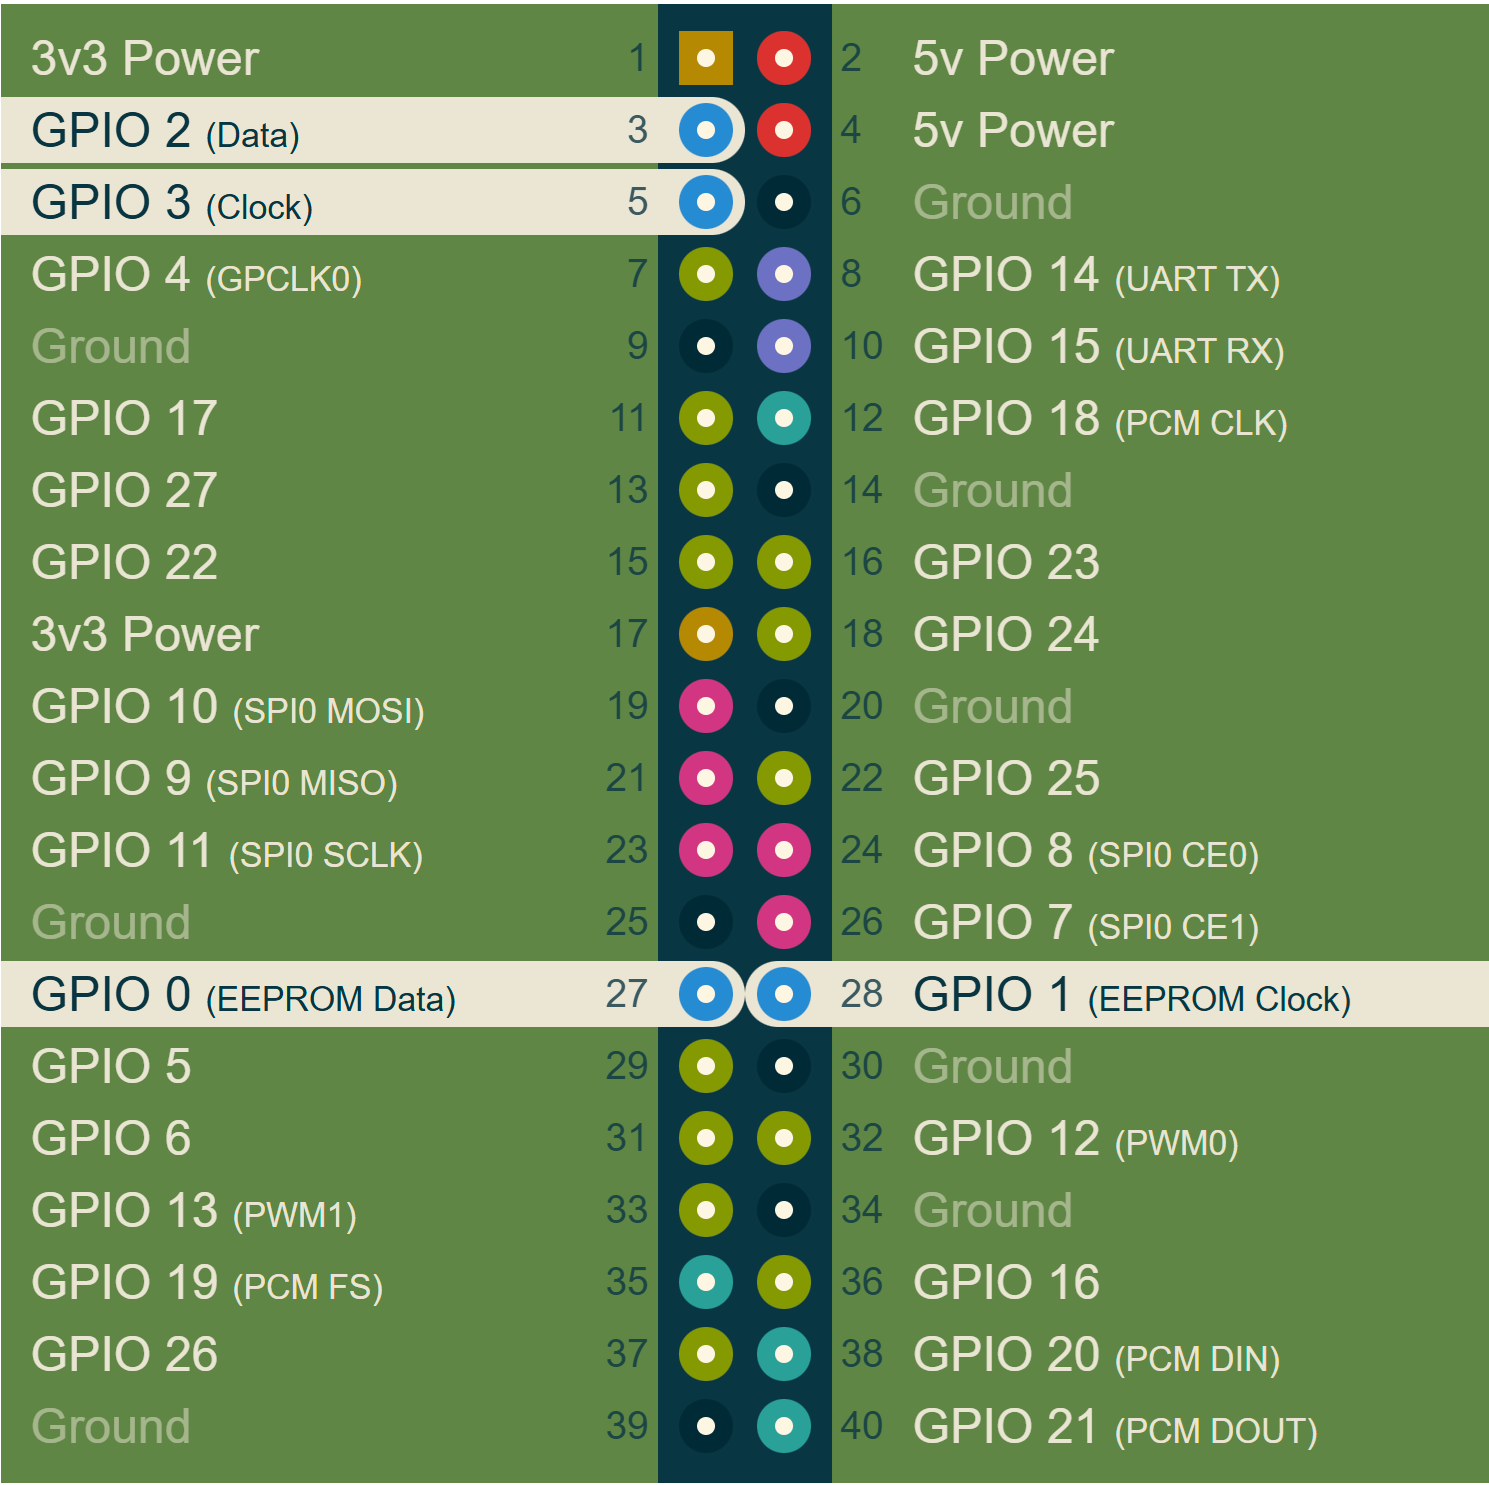 3v3 Power 1 2 5v Power
GPIO 2 (Data) 3 4 5v Power
GPIO 3 (Clock) 5 6 Ground
GPIO 4 (GPCLK0) 7 8 GPIO 14 (UART TX)
Ground 9 10 GPIO 15 (UART RX)
GPIO 17 11 12 GPIO 18 (PCM CLK)
GPIO 27 13 14 Ground
GPIO 22 15 16 GPIO 23
3v3 Power 17 18 GPIO 24
GPIO 10 (SPI0 MOSI) 19 20 Ground
GPIO 9 (SPI0 MISO) 21 22 GPIO 25
GPIO 11 (SPI0 SCLK) 23 24 GPIO 8 (SPI0 CE0)
Ground 25 26 GPIO 7 (SPI0 CE1)
GPIO 0 (EEPROM Data) 27 28 GPIO 1 (EEPROM Clock)
GPIO 5 29 30 Ground
GPIO 6 31 32 GPIO 12 (PWM0)
GPIO 13 (PWM1) 33 34 Ground
GPIO 19 (PCM FS) 35 36 GPIO 16
GPIO 26 37 38 GPIO 20 (PCM DIN)
Ground 39 40 GPIO 21 (PCM DOUT)